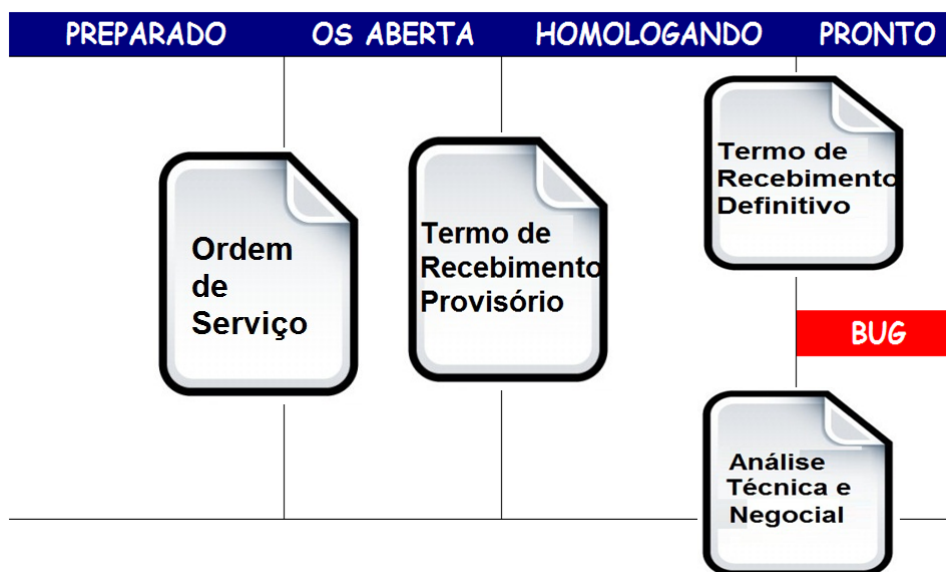 PREPARADO OS ABERTA HOMOLOGANDO PRONTO
Termo de
Recebimento
Definitivo
Ordem
de
Serviço
Termo de
Recebimento
Provisório
BUG
Análise
Técnica e
Negocial